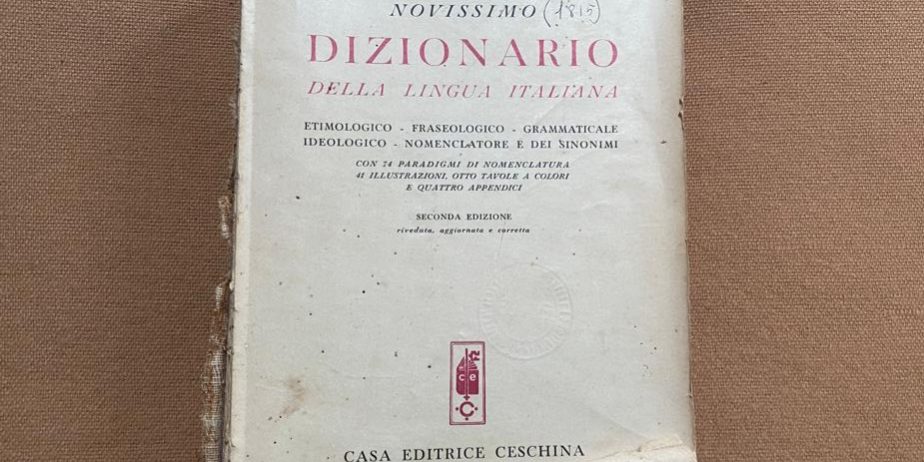 NOVISSIMO (1815)
DIZIONARIO
DELLA LINGUA ITALIANA
ETIMOLOGICO - FRASEOLOGICO - GRAMMATICALE
IDEOLOGICO - NOMENCLATORE E DEI SINONIMI
CON 74 PARADIGMI DI NOMENCLATURA
41 ILLUSTRAZIONI, OTTO TAVOLE A COLORI
E QUATTRO APPENDICI
SECONDA EDIZIONE
riveduta, aggiornata e corretta
c e
CASA EDITRICE CESCHINA